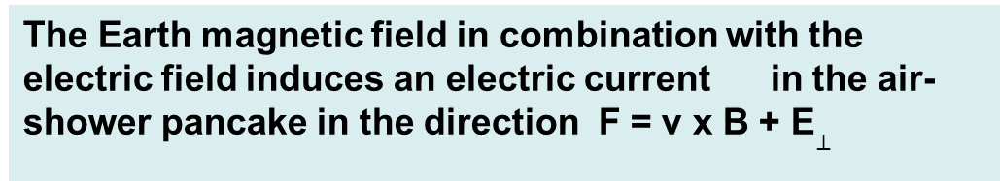 The Earth magnetic field in combination with the
electric field induces an electric current in the air-
shower pancake in the direction F = v x B + E⊥